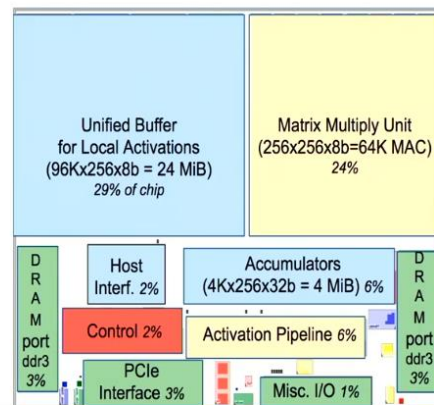 Unified Buffer
for Local Activations
(96Kx256x8b = 24 MiB)
29% of chip
Matrix Multiply Unit
(256x256x8b=64K MAC)
24%
D
R
A
M
port
ddr3
3%
Host
Interf. 2%
Accumulators
(4Kx256x32b = 4 MiB) 6%
D
R
A
M
port
ddr3
3%
Control 2%
Activation Pipeline 6%
PCIe
Interface 3%
Misc. I/O 1%